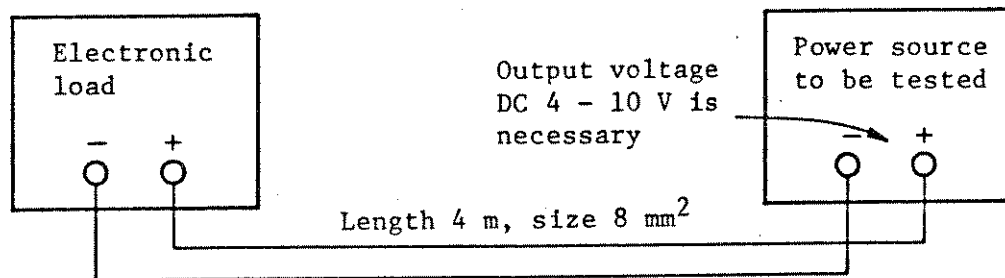 Electronic
load
- +
Output voltage
DC 4 - 10 V is
necessary
Power source
to be tested
- +
Length 4 m, size 8 mm²